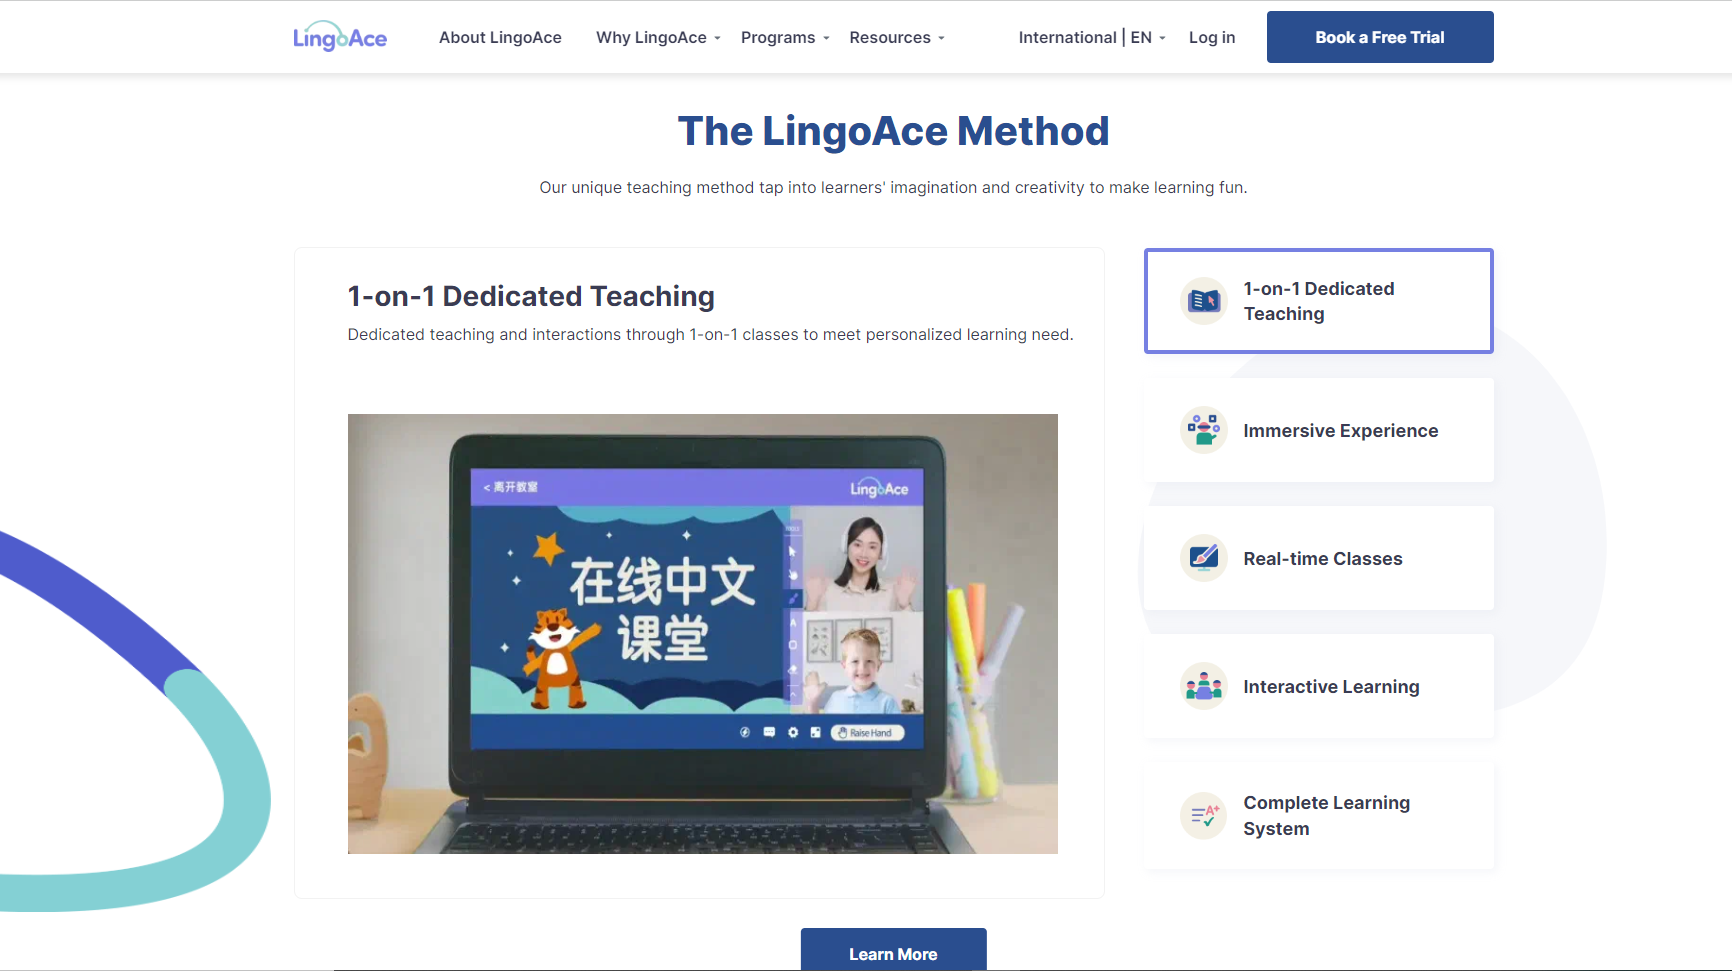 LingoAce
About LingoAce
Why LingoAce
Programs
Resources
International | EN
Log in
Book a Free Trial
The LingoAce Method
Our unique teaching method tap into learners' imagination and creativity to make learning fun.
1-on-1 Dedicated Teaching
Dedicated teaching and interactions through 1-on-1 classes to meet personalized learning need.
< 离开教室
LingoAce
在线中文
课堂
A
Raise Hand
1-on-1 Dedicated
Teaching
Immersive Experience
Real-time Classes
Interactive Learning
A+
Complete Learning
System
Learn More